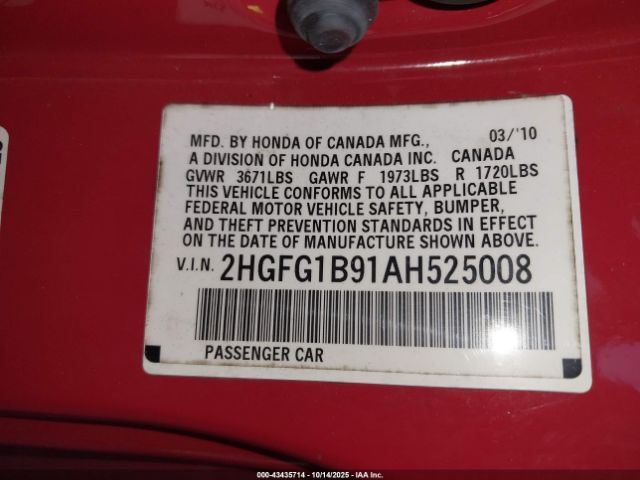 MFD. BY HONDA OF CANADA MFG., 03/'10
A DIVISION OF HONDA CANADA INC. CANADA
GVWR 3671LBS GAWR F 1973LBS R 1720LBS
THIS VEHICLE CONFORMS TO ALL APPLICABLE
FEDERAL MOTOR VEHICLE SAFETY, BUMPER,
AND THEFT PREVENTION STANDARDS IN EFFECT
ON THE DATE OF MANUFACTURE SHOWN ABOVE.
V.I.N. 2HGFG1B91AH525008
PASSENGER CAR
000-43435714 - 10/14/2025 - IAA Inc.